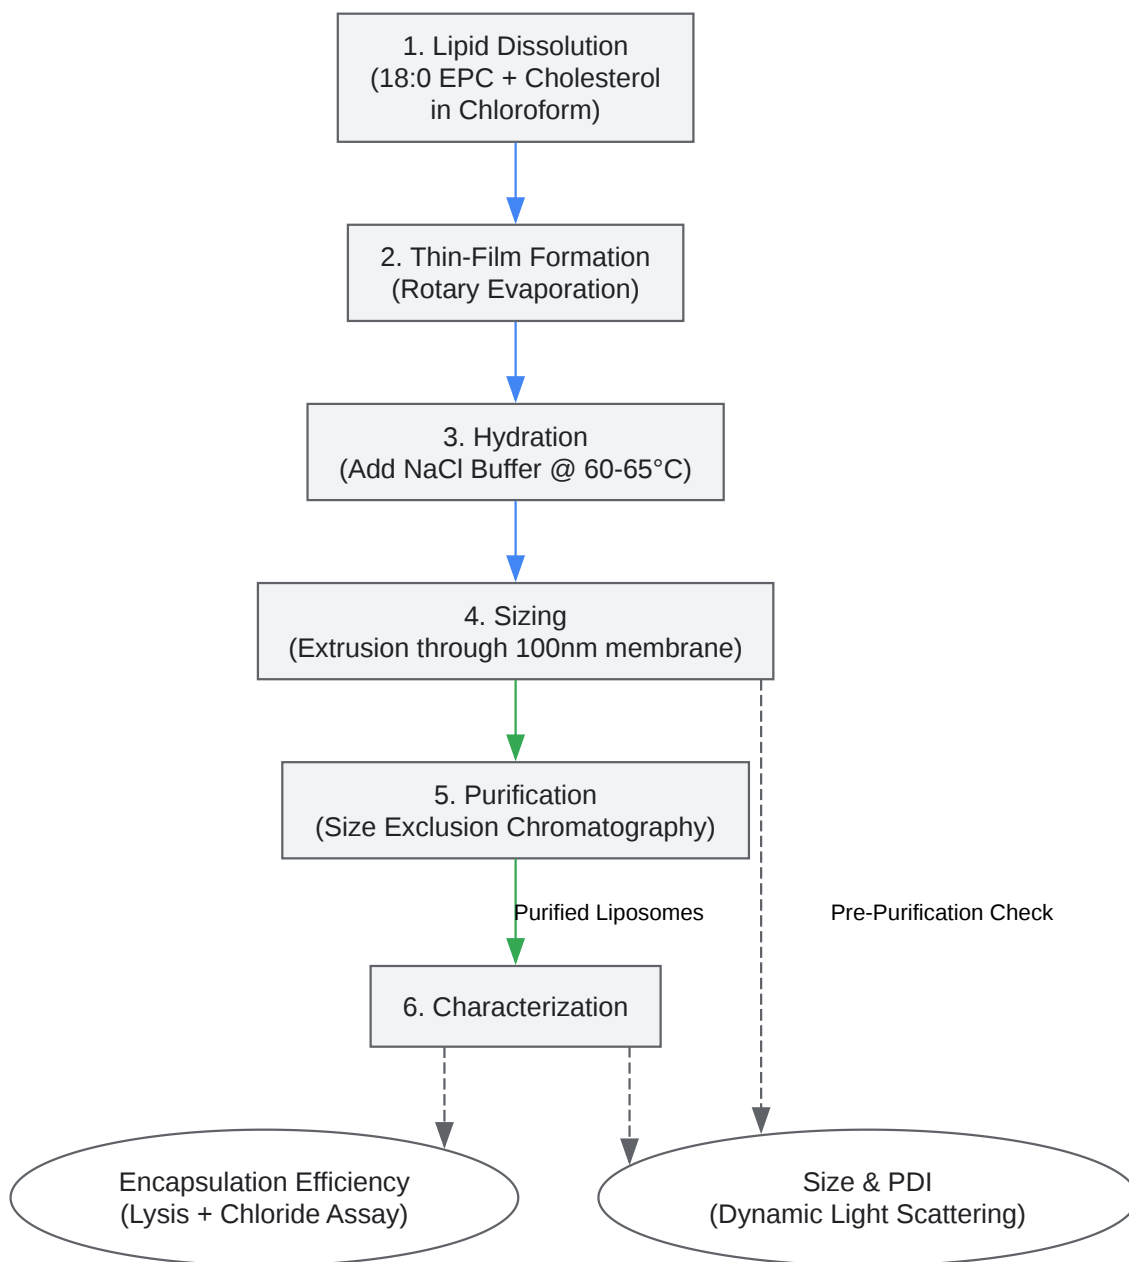 1. Lipid Dissolution
(18:0 EPC + Cholesterol
in Chloroform)
2. Thin-Film Formation
(Rotary Evaporation)
3. Hydration
(Add NaCl Buffer @ 60-65°C)
4. Sizing
(Extrusion through 100nm membrane)
5. Purification
(Size Exclusion Chromatography)
Purified Liposomes
Pre-Purification Check
6. Characterization
Encapsulation Efficiency
(Lysis + Chloride Assay)
Size & PDI
(Dynamic Light Scattering)